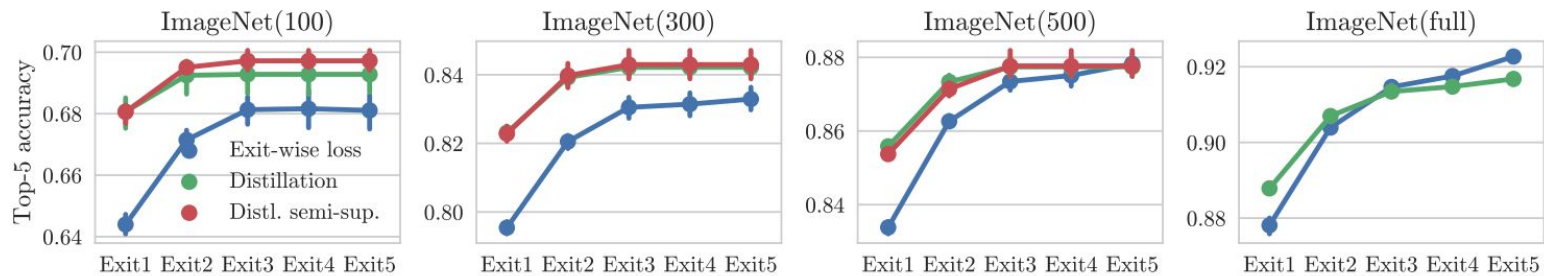 ImageNet(100)
ImageNet(300)
ImageNet(500)
ImageNet(full)
Top-5 accuracy
0.70
0.68
0.66
0.64
Exit-wise loss
Distillation
Distl. semi-sup.
Exit1 Exit2 Exit3 Exit4 Exit5
0.84
0.82
0.80
Exit1 Exit2 Exit3 Exit4 Exit5
0.88
0.86
0.84
Exit1 Exit2 Exit3 Exit4 Exit5
0.92
0.90
0.88
Exit1 Exit2 Exit3 Exit4 Exit5